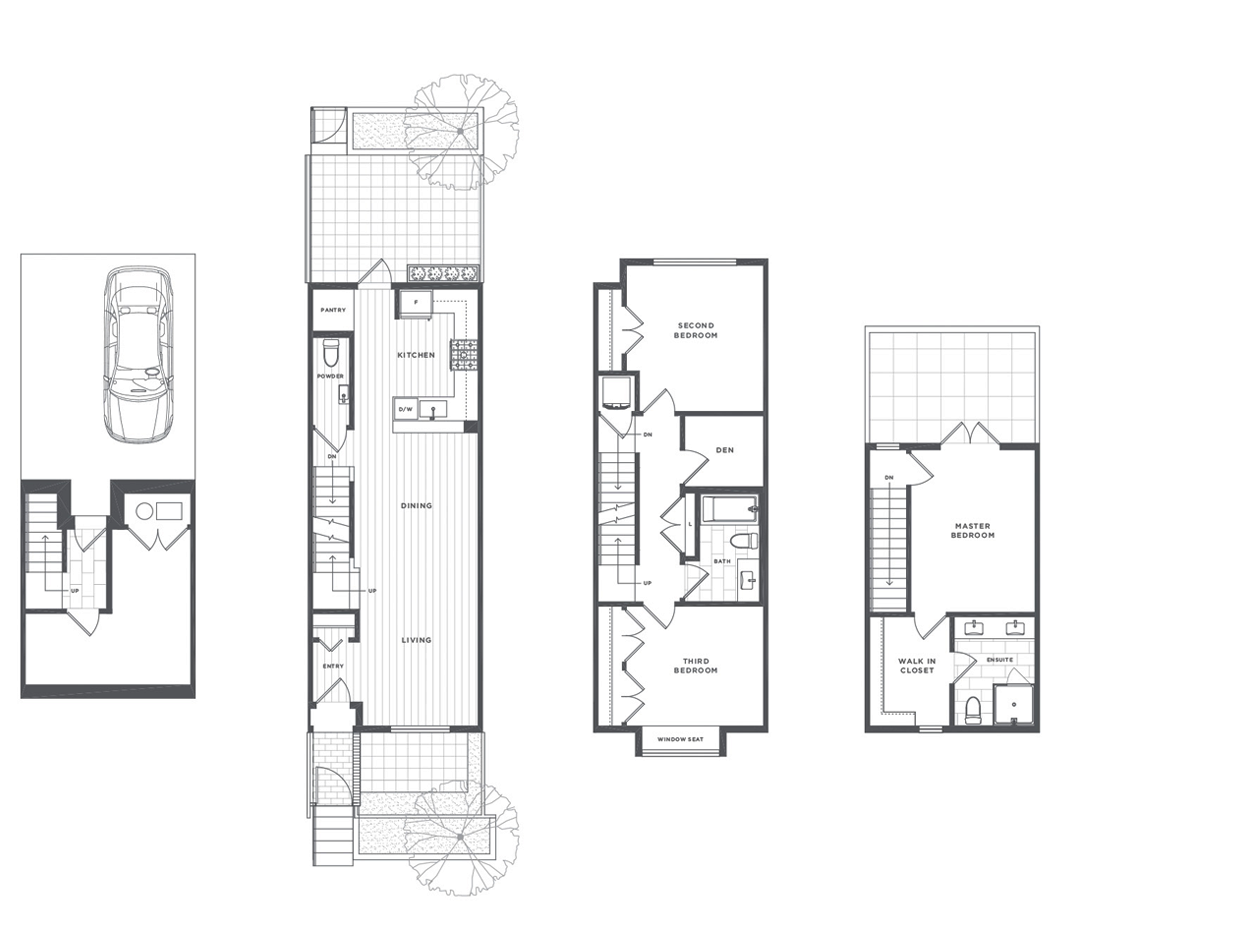 UP
PANTRY
F
KITCHEN
POWDER
D/W
DN
DINING
UP
LIVING
ENTRY
SECOND
BEDROOM
DN
DEN
L
BATH
UP
THIRD
BEDROOM
WINDOW SEAT
DN
MASTER
BEDROOM
WALK IN
CLOSET
ENSUITE